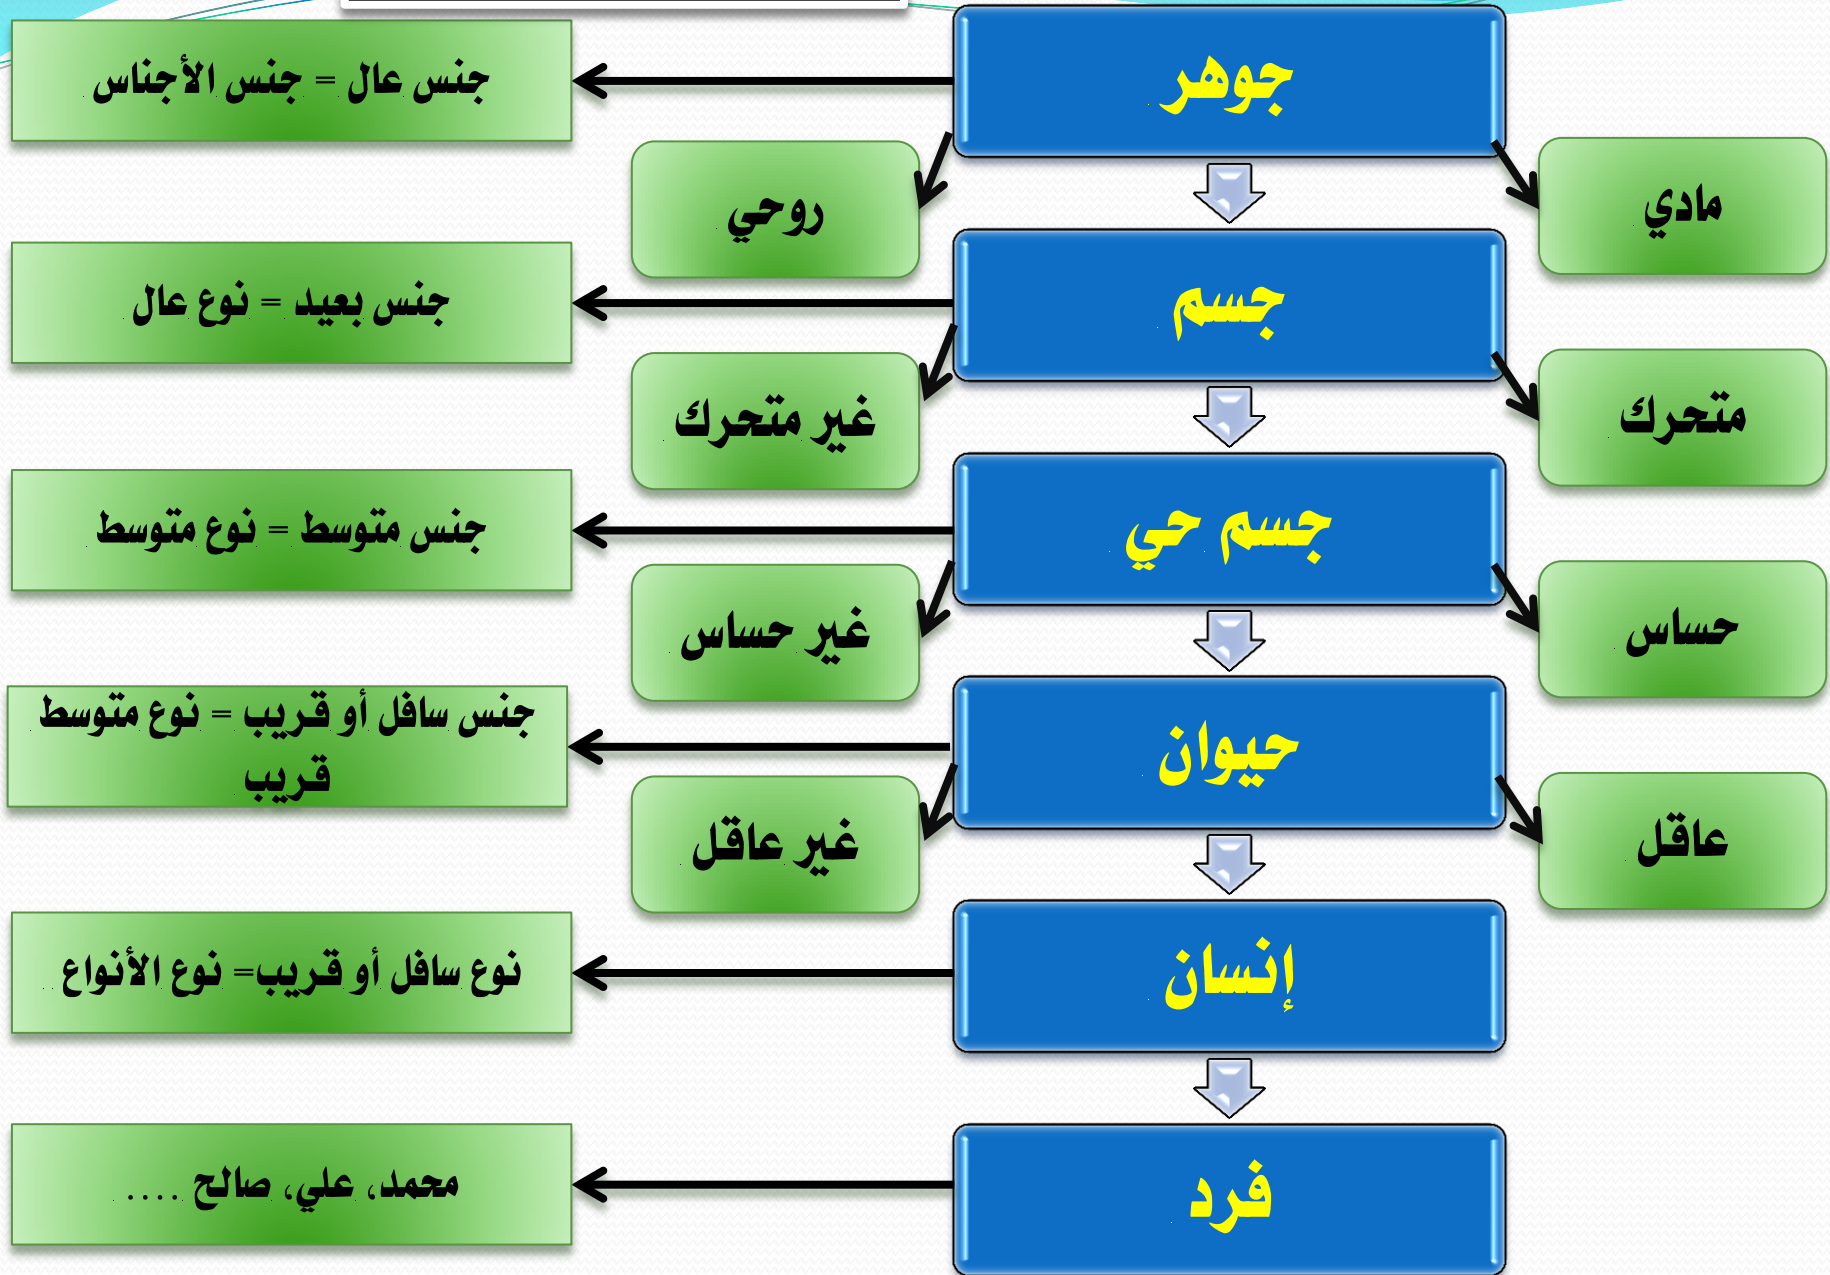 جوهر
جنس عال = جنس الأجناس
مادي
روحي
جسم
جنس بعيد = نوع عال
متحرك
غير متحرك
جسم حي
جنس متوسط = نوع متوسط
حساس
غير حساس
حيوان
جنس سافل أو قريب = نوع متوسط
قريب
عاقل
غير عاقل
إنسان
نوع سافل أو قريب= نوع الأنواع
فرد
محمد، علي، صالح ....